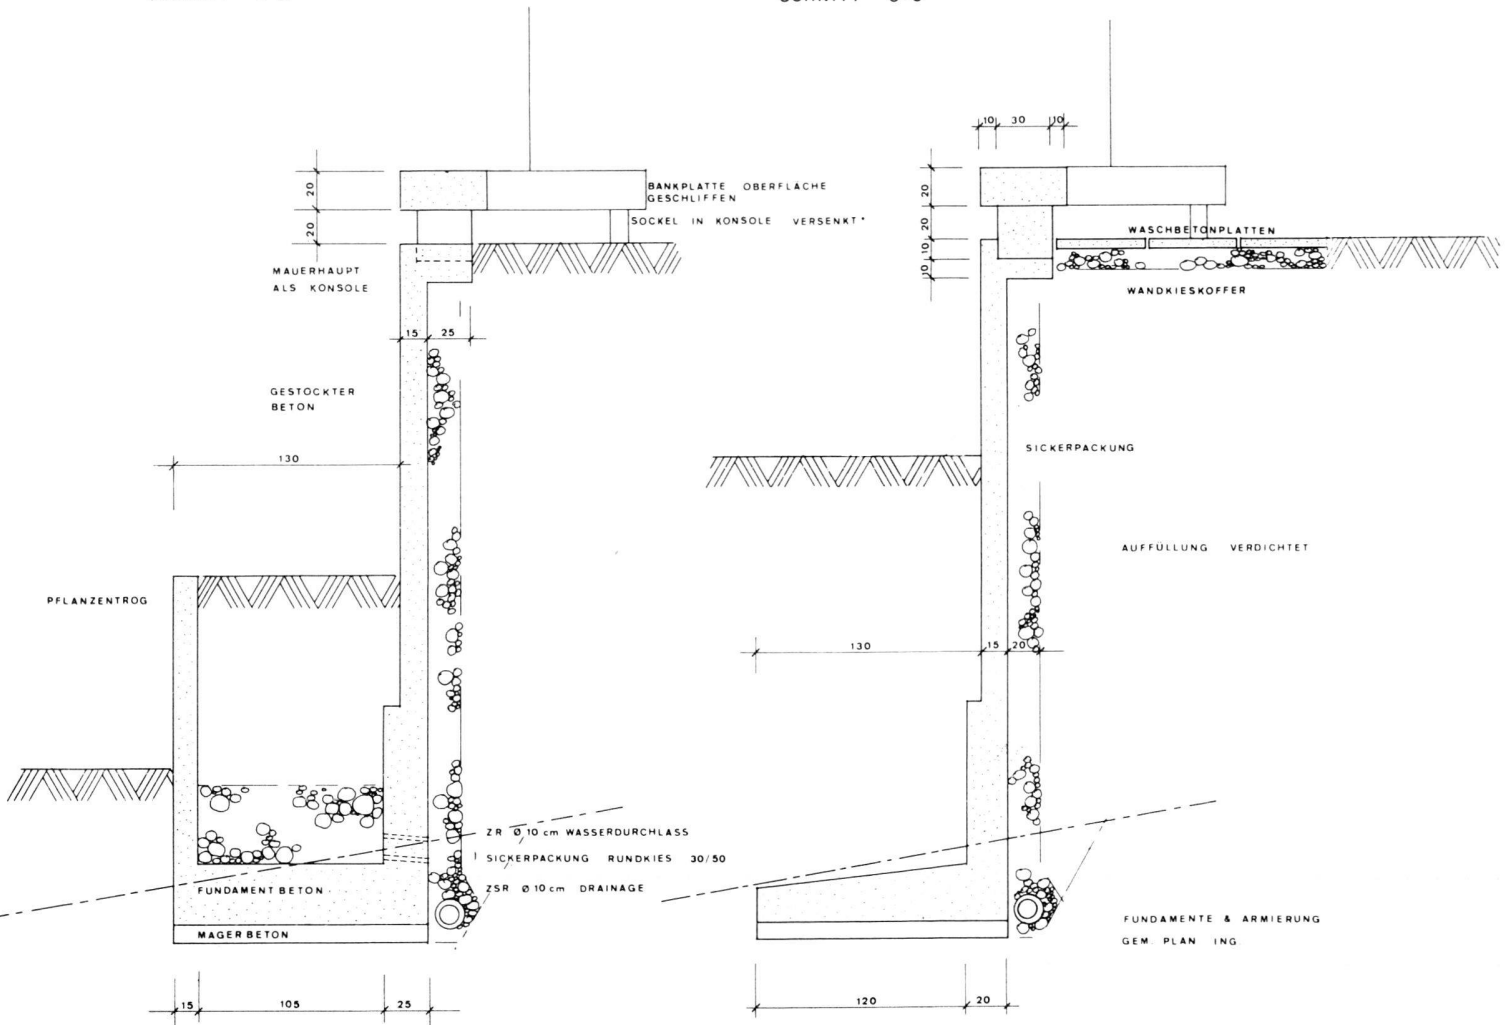 10 30 10
20
20
BANKPLATTE OBERFLÄCHE
GESCHLIFFEN
SOCKEL IN KONSOLE VERSENKT
MAUERHAUPT
ALS KONSOLE
15 25
GESTOCKTER
BETON
130
PFLANZENTROG
ZR Ø 10 cm WASSERDURCHLASS
SICKERPACKUNG RUNDKIES 30/50
ZSR Ø 10 cm DRAINAGE
FUNDAMENT BETON
MAGERBETON
15 105 25
20
20
10
10
WASCHBETONPLATTEN
WANDKIESKOFFER
SICKERPACKUNG
AUFFÜLLUNG VERDICHTET
130 15 20
FUNDAMENTE & ARMIERUNG
GEM. PLAN ING
120 20